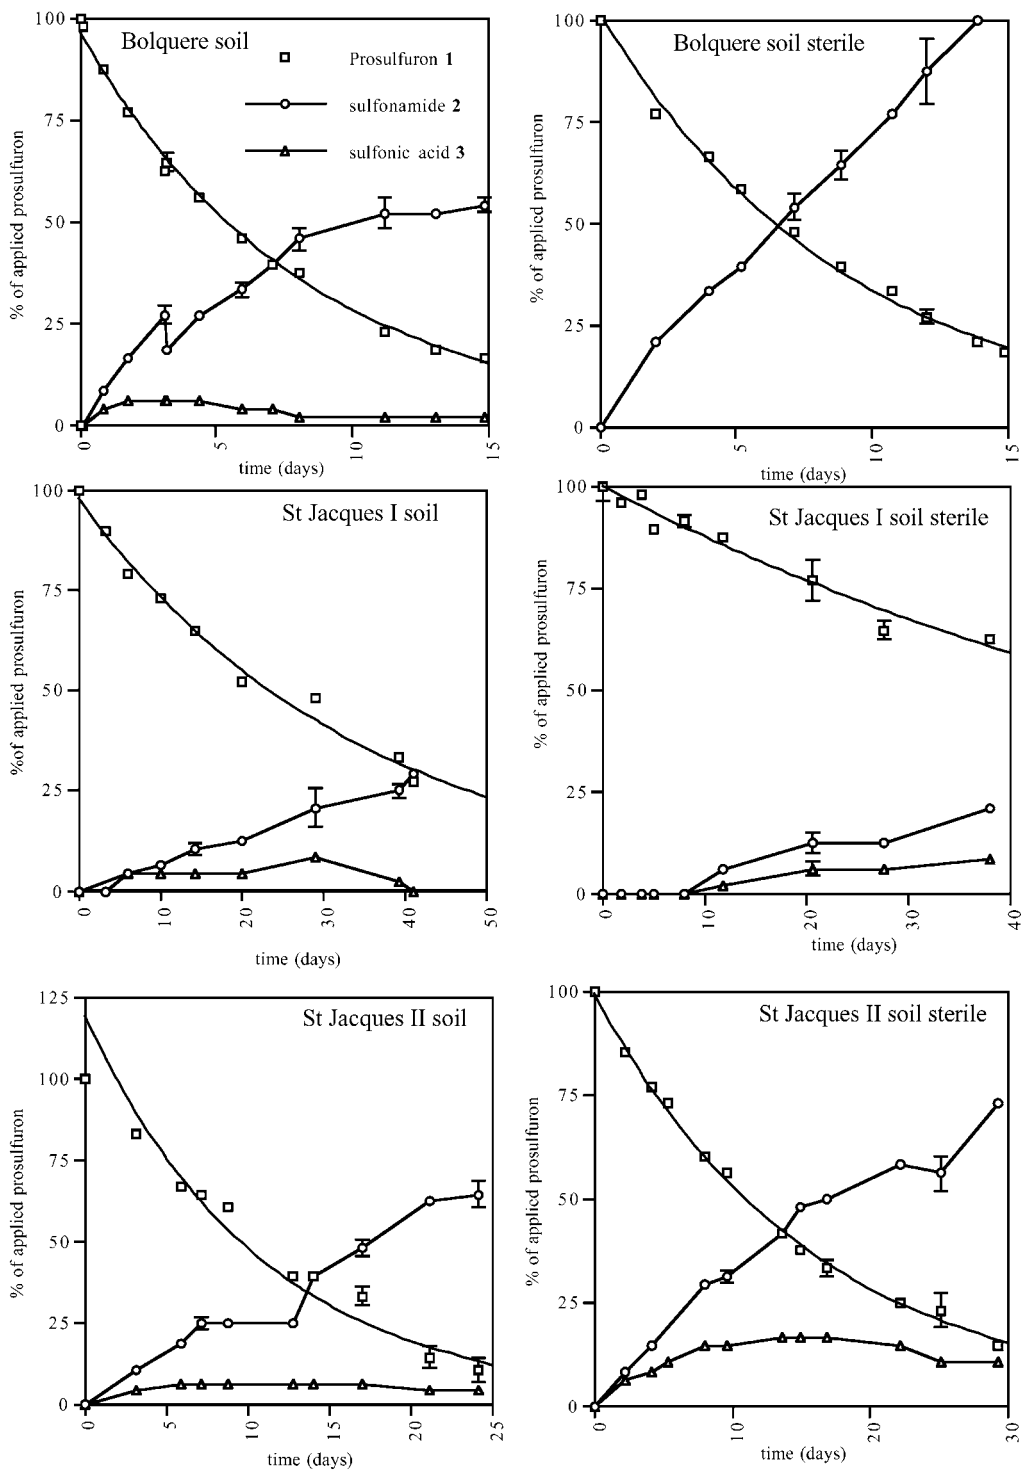 Bolquere soil
Prosulfuron 1
sulfonamide 2
sulfonic acid 3
100
75
50
25
0
% of applied prosulfuron
0
5
10
15
time (days)
Bolquere soil sterile
100
75
50
25
0
% of applied prosulfuron
0
5
10
15
time (days)
St Jacques I soil
100
75
50
25
0
%of applied prosulfuron
0
10
20
30
40
50
time (days)
St Jacques I soil sterile
100
75
50
25
0
% of applied prosulfuron
0
10
20
30
40
time (days)
St Jacques II soil
125
100
75
50
25
0
% of applied prosulfuron
0
5
10
15
20
25
time (days)
St Jacques II soil sterile
100
75
50
25
0
% of applied prosulfuron
0
10
20
30
time (days)